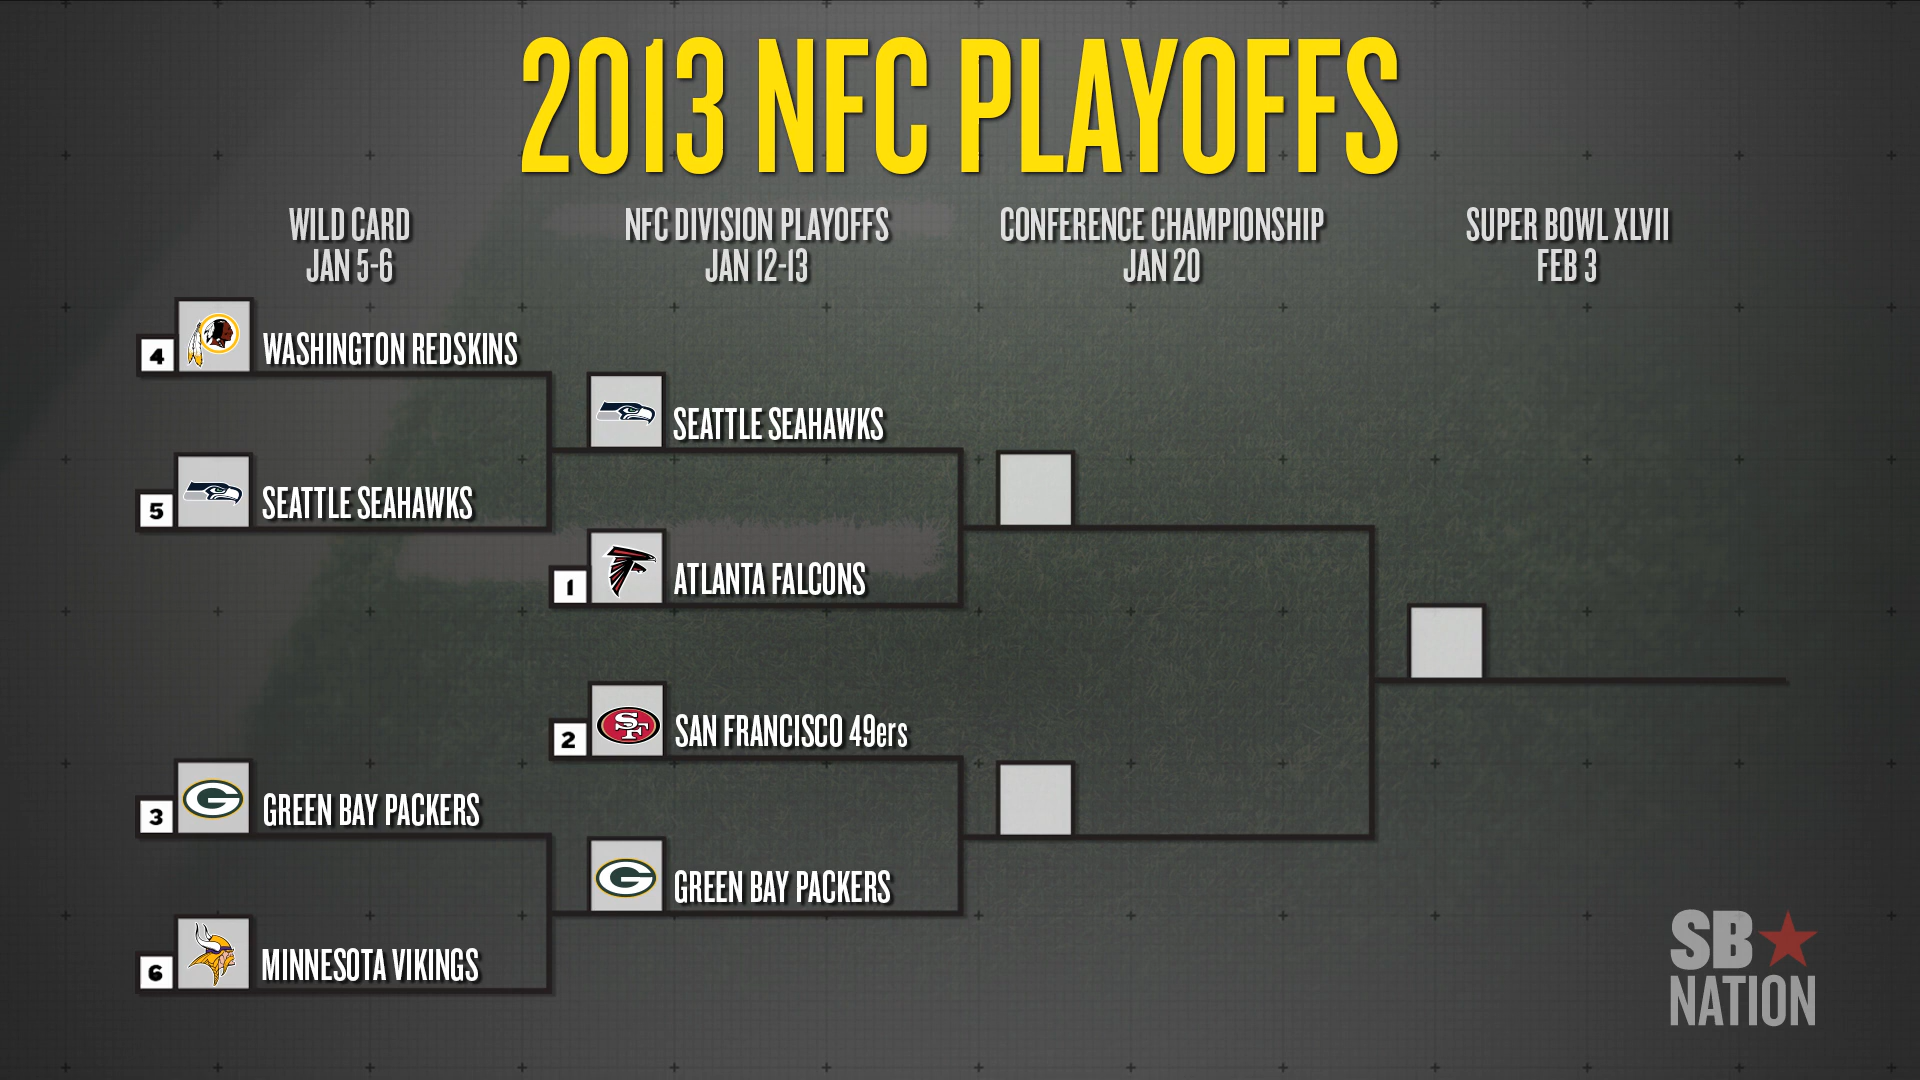 2013 NFC PLAYOFFS
WILD CARD
JAN 5-6
NFC DIVISION PLAYOFFS
JAN 12-13
CONFERENCE CHAMPIONSHIP
JAN 20
SUPER BOWL XLVII
FEB 3
4 WASHINGTON REDSKINS
SEATTLE SEAHAWKS
5 SEATTLE SEAHAWKS
1 ATLANTA FALCONS
2 SF SAN FRANCISCO 49ers
3 G GREEN BAY PACKERS
G GREEN BAY PACKERS
6 MINNESOTA VIKINGS
SB
NATION